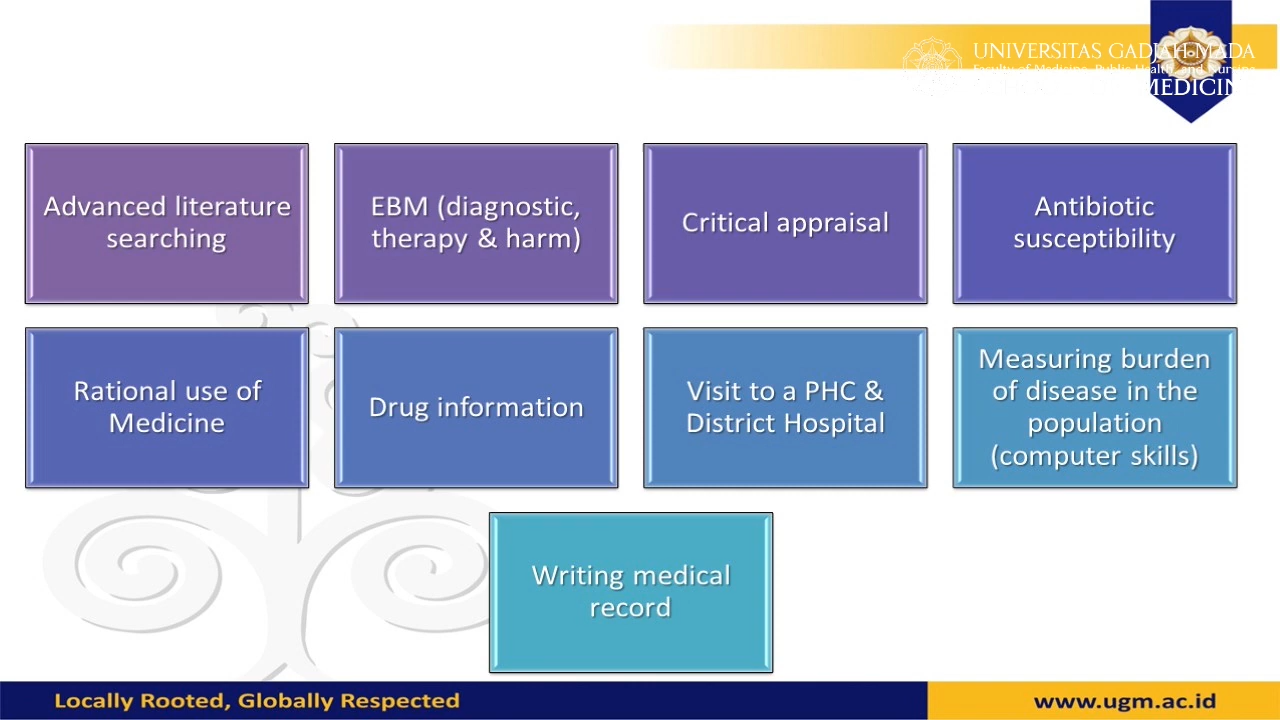 UNIVERSITAS GADJAH MADA
Faculty of Medicine, Public Health, and Nursing
MEDICIN
Advanced literature
searching
EBM (diagnostic,
therapy & harm)
Critical appraisal
Antibiotic
susceptibility
Rational use of
Medicine
Drug information
Visit to a PHC &
District Hospital
Measuring burden
of disease in the
population
(computer skills)
Writing medical
record
Locally Rooted, Globally Respected
www.ugm.ac.id